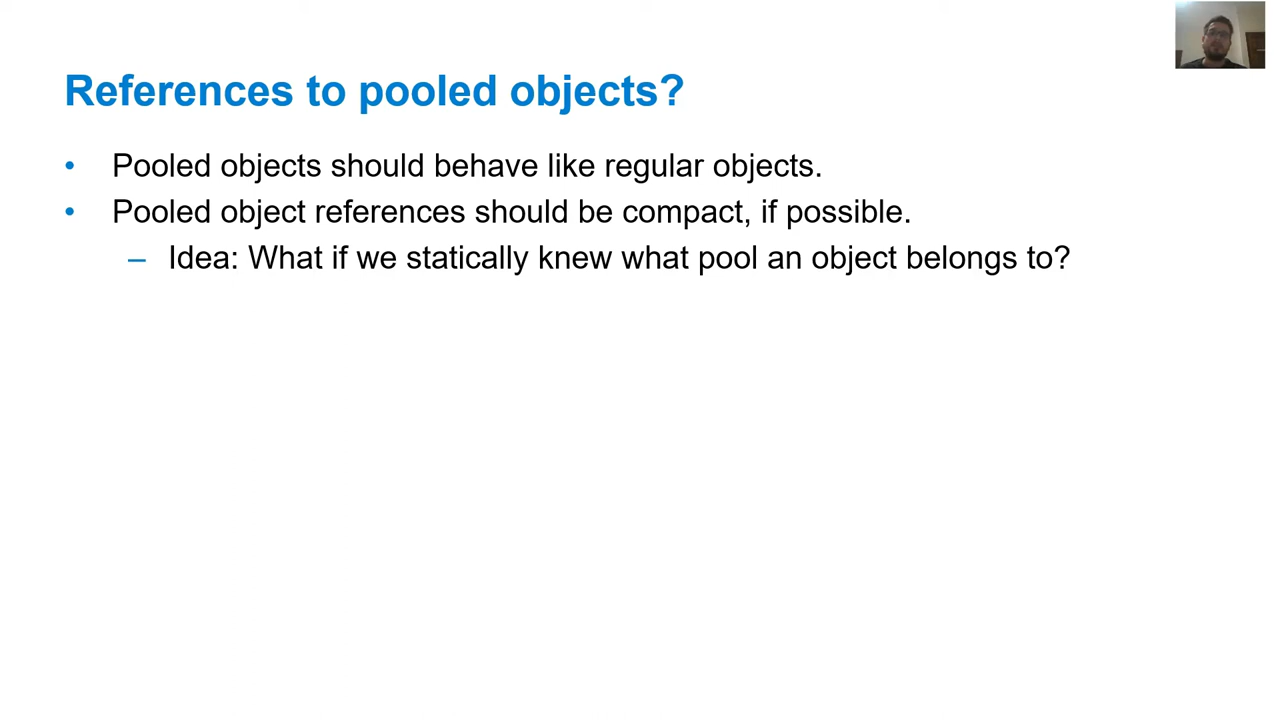 References to pooled objects?
• Pooled objects should behave like regular objects.
• Pooled object references should be compact, if possible.
– Idea: What if we statically knew what pool an object belongs to?